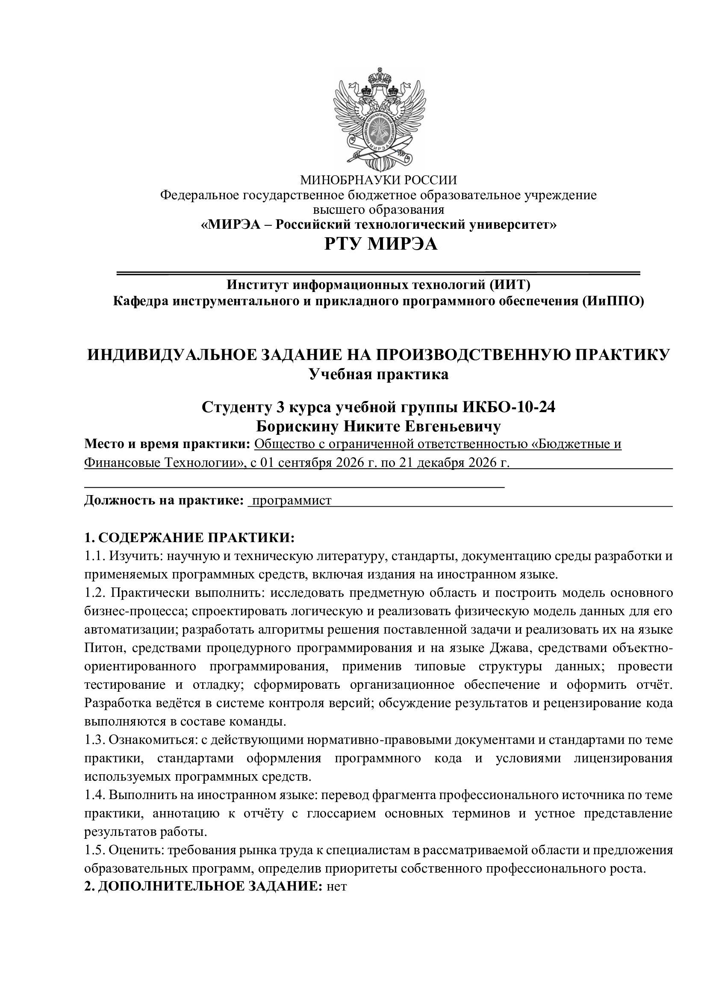 РОССИЙСКИЙ ТЕХНОЛОГИЧЕСКИЙ УНИВЕРСИТЕТ
МИРЭА
МИНОБРНАУКИ РОССИИ
Федеральное государственное бюджетное образовательное учреждение
высшего образования
«МИРЭА – Российский технологический университет»
РТУ МИРЭА
Институт информационных технологий (ИИТ)
Кафедра инструментального и прикладного программного обеспечения (ИиППО)
ИНДИВИДУАЛЬНОЕ ЗАДАНИЕ НА ПРОИЗВОДСТВЕННУЮ ПРАКТИКУ
Учебная практика
Студенту 3 курса учебной группы ИКБО-10-24
Борискину Никите Евгеньевичу
Место и время практики: Общество с ограниченной ответственностью «Бюджетные и
Финансовые Технологии», с 01 сентября 2026 г. по 21 декабря 2026 г.
Должность на практике: программист
1. СОДЕРЖАНИЕ ПРАКТИКИ:
1.1. Изучить: научную и техническую литературу, стандарты, документацию среды разработки и
применяемых программных средств, включая издания на иностранном языке.
1.2. Практически выполнить: исследовать предметную область и построить модель основного
бизнес-процесса; спроектировать логическую и реализовать физическую модель данных для его
автоматизации; разработать алгоритмы решения поставленной задачи и реализовать их на языке
Питон, средствами процедурного программирования и на языке Джава, средствами объектно-
ориентированного программирования, применив типовые структуры данных; провести
тестирование и отладку; сформировать организационное обеспечение и оформить отчёт.
Разработка ведётся в системе контроля версий; обсуждение результатов и рецензирование кода
выполняются в составе команды.
1.3. Ознакомиться: с действующими нормативно-правовыми документами и стандартами по теме
практики, стандартами оформления программного кода и условиями лицензирования
используемых программных средств.
1.4. Выполнить на иностранном языке: перевод фрагмента профессионального источника по теме
практики, аннотацию к отчёту с глоссарием основных терминов и устное представление
результатов работы.
1.5. Оценить: требования рынка труда к специалистам в рассматриваемой области и предложения
образовательных программ, определив приоритеты собственного профессионального роста.
2. ДОПОЛНИТЕЛЬНОЕ ЗАДАНИЕ: нет